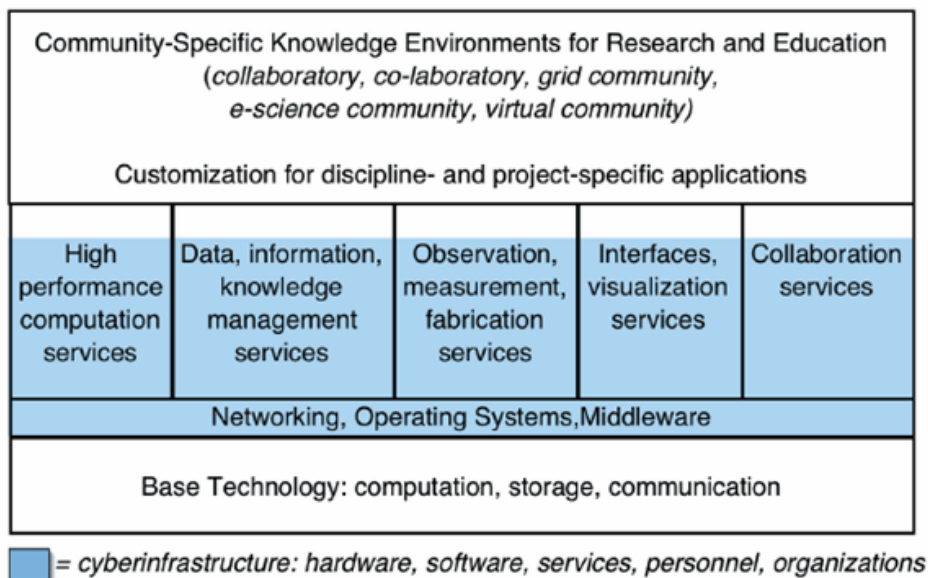 Community-Specific Knowledge Environments for Research and Education
(collaboratory, co-laboratory, grid community,
e-science community, virtual community)
Customization for discipline- and project-specific applications
High
performance
computation
services
Data, information,
knowledge
management
services
Observation,
measurement,
fabrication
services
Interfaces,
visualization
services
Collaboration
services
Networking, Operating Systems,Middleware
Base Technology: computation, storage, communication
= cyberinfrastructure: hardware, software, services, personnel, organizations